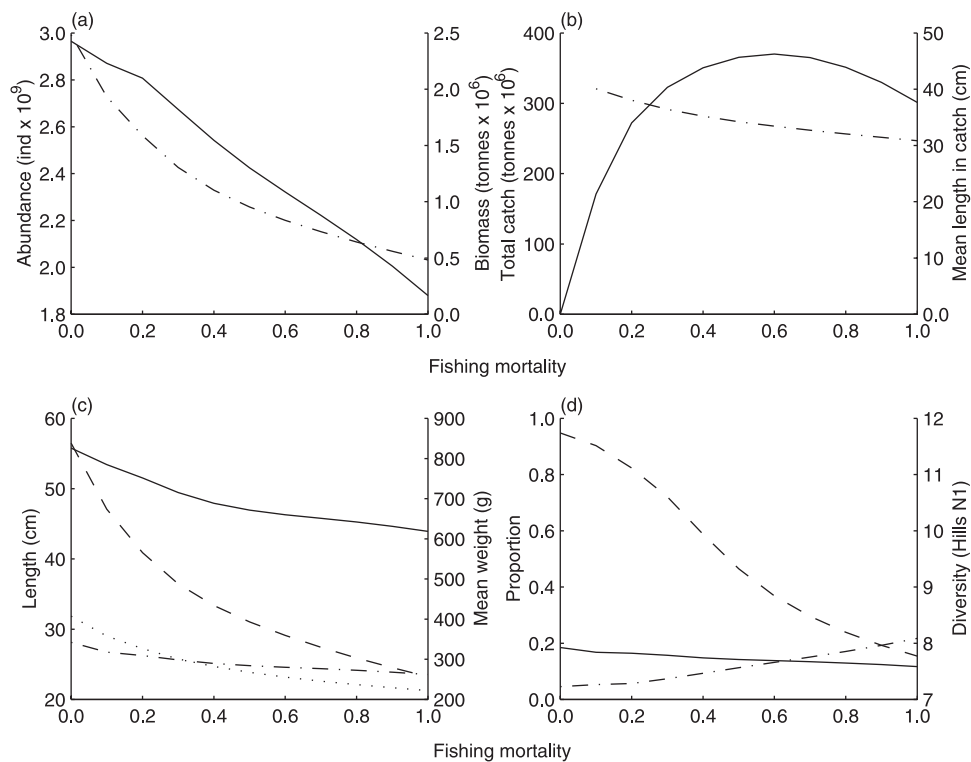 (a)
(b)
3.0
2.8
2.6
2.4
2.2
2.0
1.8
Abundance (ind x 10⁹)
2.5
2.0
1.5
1.0
0.5
0.0
Biomass (tonnes x 10⁶)
0.0 0.2 0.4 0.6 0.8 1.0
400
300
200
100
0.0
Total catch (tonnes x 10⁶)
50
40
30
20
10
0.0
Mean length in catch (cm)
0.0 0.2 0.4 0.6 0.8 1.0
Fishing mortality
(c)
(d)
60
50
40
30
20
Length (cm)
900
800
700
600
500
400
300
200
Mean weight (g)
0.0 0.2 0.4 0.6 0.8 1.0
1.0
0.8
0.6
0.4
0.2
0.0
Proportion
12
11
10
9
8
7
Diversity (Hills N1)
0.0 0.2 0.4 0.6 0.8 1.0
Fishing mortality